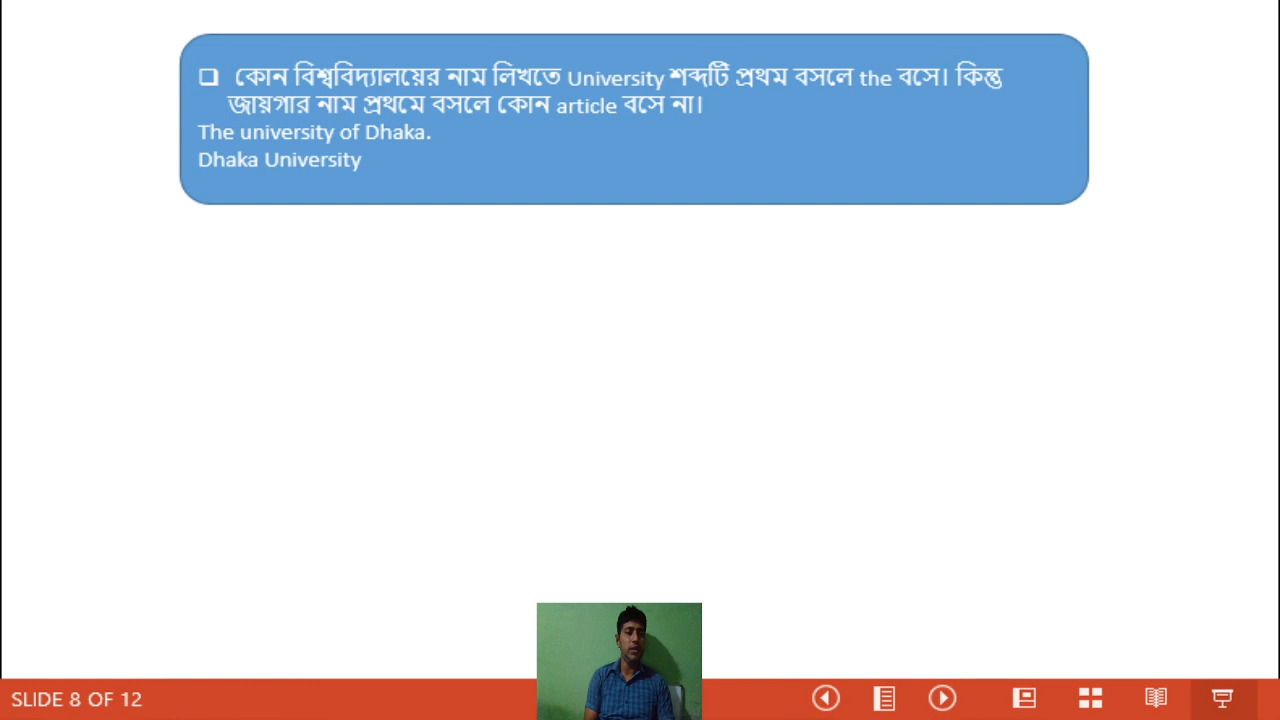 ❑ কোন বিশ্ববিদ্যালয়ের নাম লিখতে University শব্দটি প্রথম বসলে the বসে। কিন্তু
জায়গার নাম প্রথমে বসলে কোন article বসে না।
The university of Dhaka.
Dhaka University
SLIDE 8 OF 12